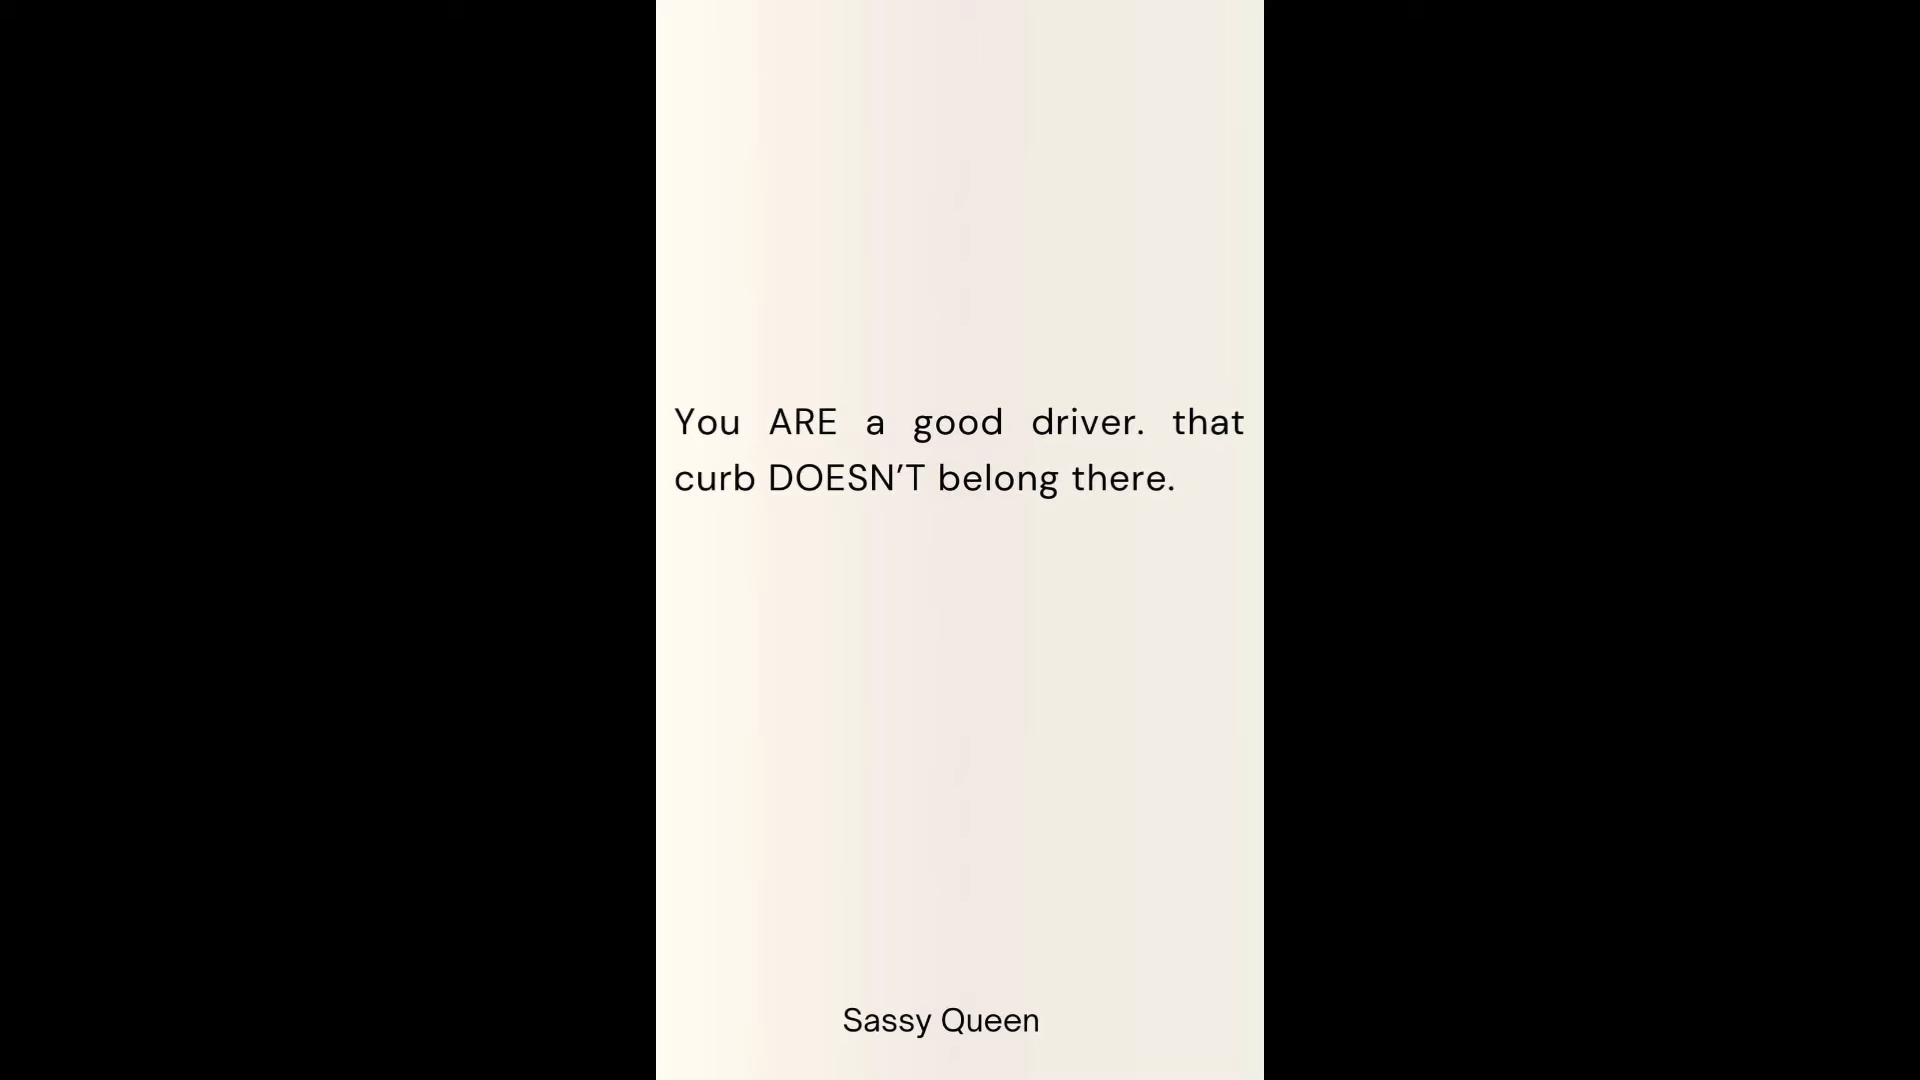 You ARE a good driver. that
curb DOESN’T belong there.
Sassy Queen